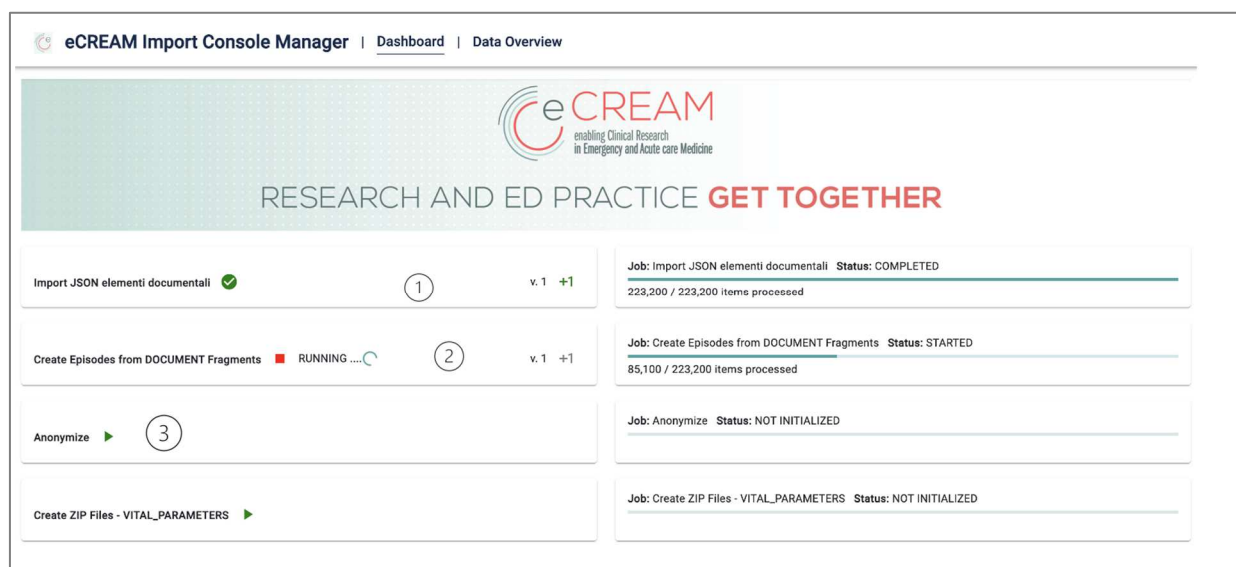 eCREAM Import Console Manager | Dashboard | Data Overview
eCREAM
enabling Clinical Research
in Emergency and Acute care Medicine
RESEARCH AND ED PRACTICE GET TOGETHER
Import JSON elementi documentali 1 v. 1 +1
Job: Import JSON elementi documentali Status: COMPLETED
223,200 / 223,200 items processed
Create Episodes from DOCUMENT Fragments RUNNING .... 2 v. 1 +1
Job: Create Episodes from DOCUMENT Fragments Status: STARTED
85,100 / 223,200 items processed
Anonymize 3
Job: Anonymize Status: NOT INITIALIZED
Create ZIP Files - VITAL_PARAMETERS
Job: Create ZIP Files - VITAL_PARAMETERS Status: NOT INITIALIZED